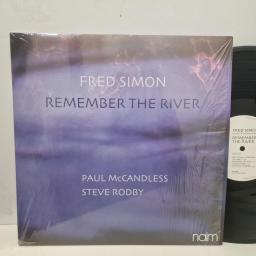 FRED SIMON
REMEMBER THE RIVER
PAUL McCANDLESS
STEVE RODBY
naim
FRED SIMON
REMEMBER
THE RIVER